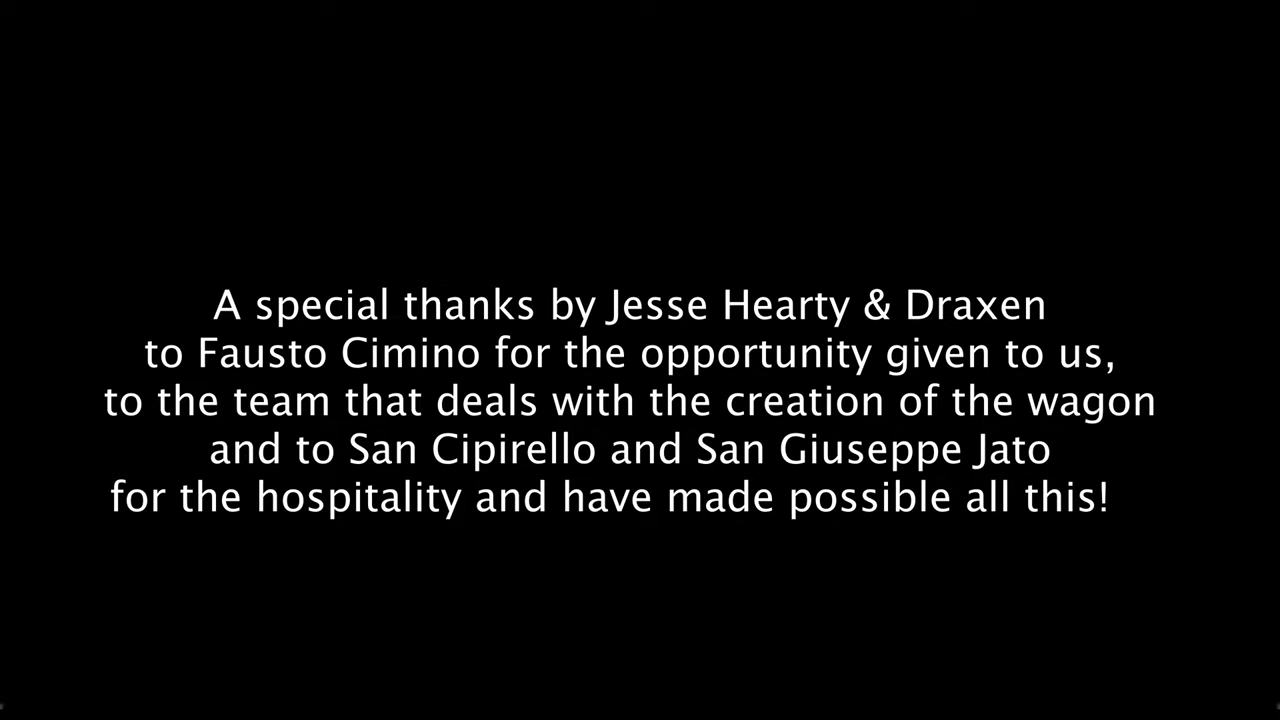 A special thanks by Jesse Hearty & Draxen
to Fausto Cimino for the opportunity given to us,
to the team that deals with the creation of the wagon
and to San Cipirello and San Giuseppe Jato
for the hospitality and have made possible all this!